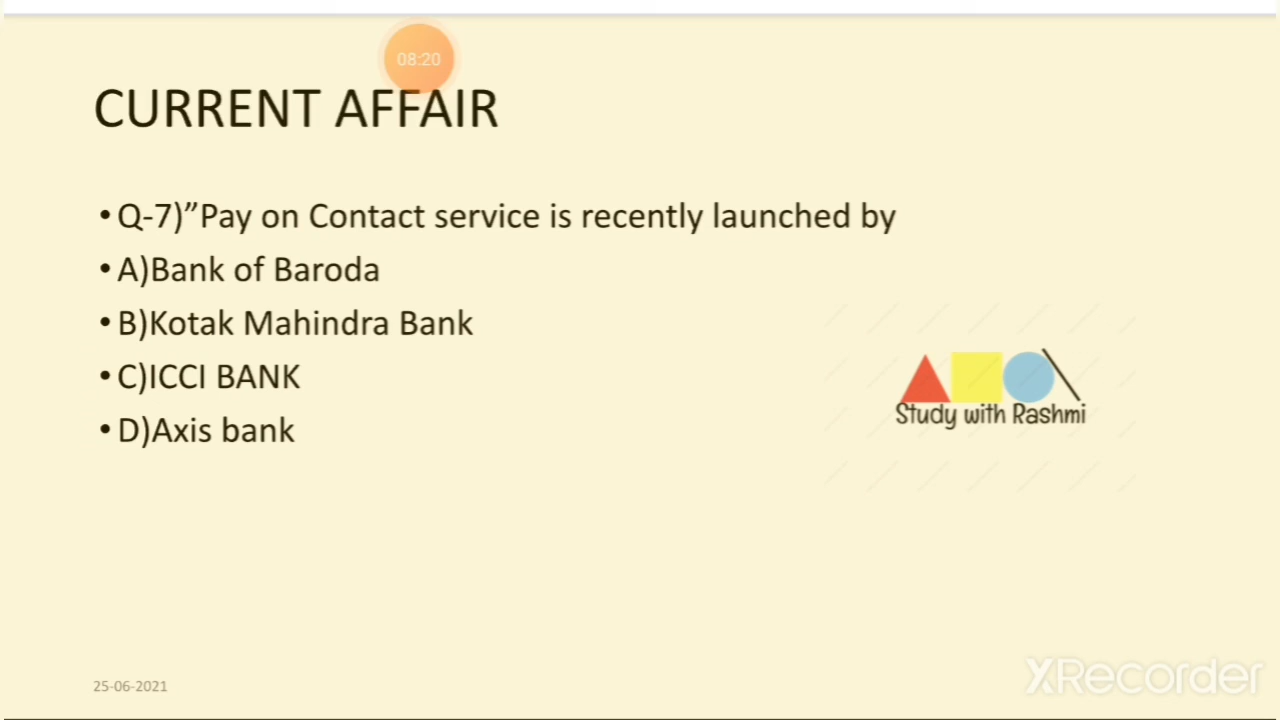 08:20
CURRENT AFFAIR
• Q-7)”Pay on Contact service is recently launched by
• A)Bank of Baroda
• B)Kotak Mahindra Bank
• C)ICCI BANK
• D)Axis bank
Study with Rashmi
25-06-2021
XRecorder